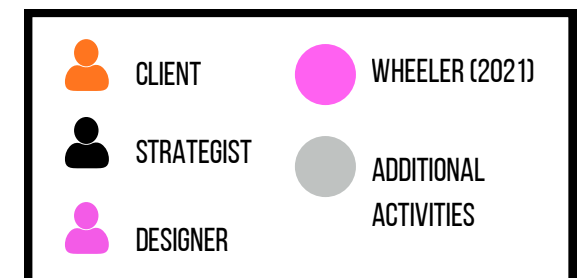 CLIENT
STRATEGIST
DESIGNER
WHEELER (2021)
ADDITIONAL
ACTIVITIES